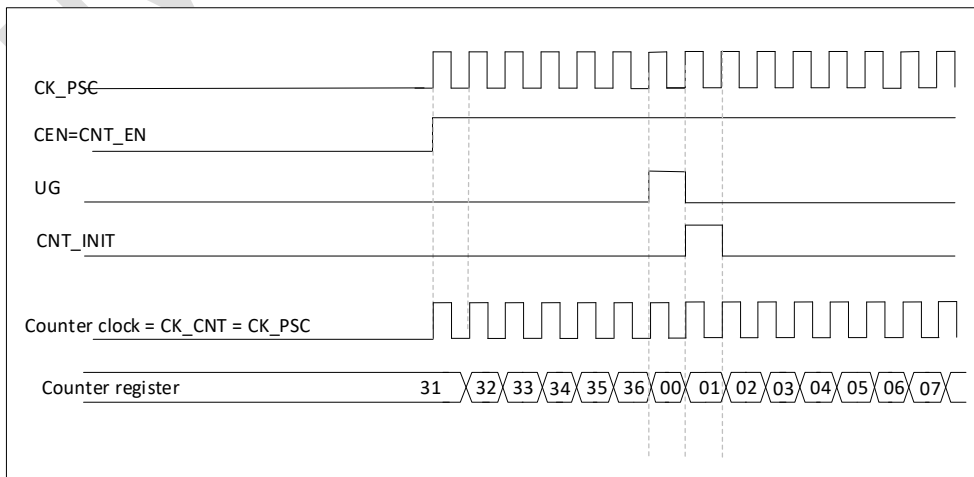 CK_PSC
CEN=CNT_EN
UG
CNT_INIT
Counter clock = CK_CNT = CK_PSC
Counter register 31 32 33 34 35 36 00 01 02 03 04 05 06 07